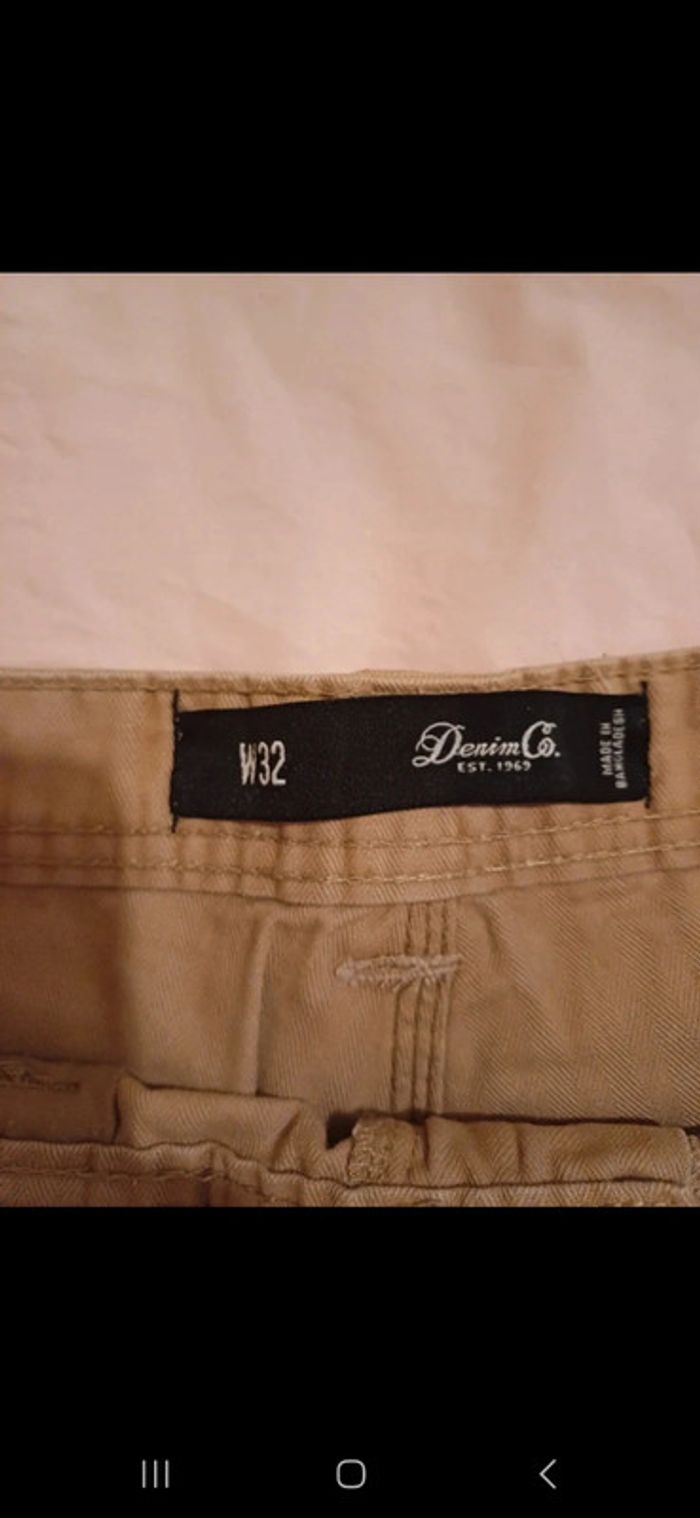 W32
Denim Co.
EST. 1969
MADE IN
BANGLADESH